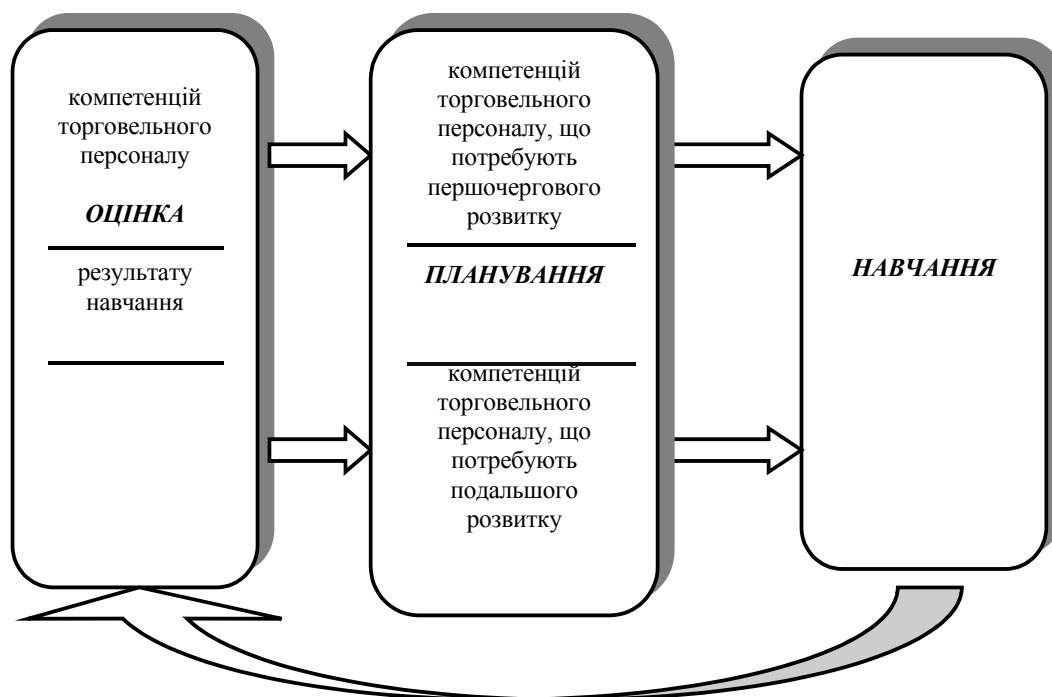 компетенцій
торговельного
персоналу
ОЦІНКА
результату
навчання
компетенцій
торговельного
персоналу, що
потребують
першочергового
розвитку
ПЛАНУВАННЯ
компетенцій
торговельного
персоналу, що
потребують
подальшого
розвитку
НАВЧАННЯ